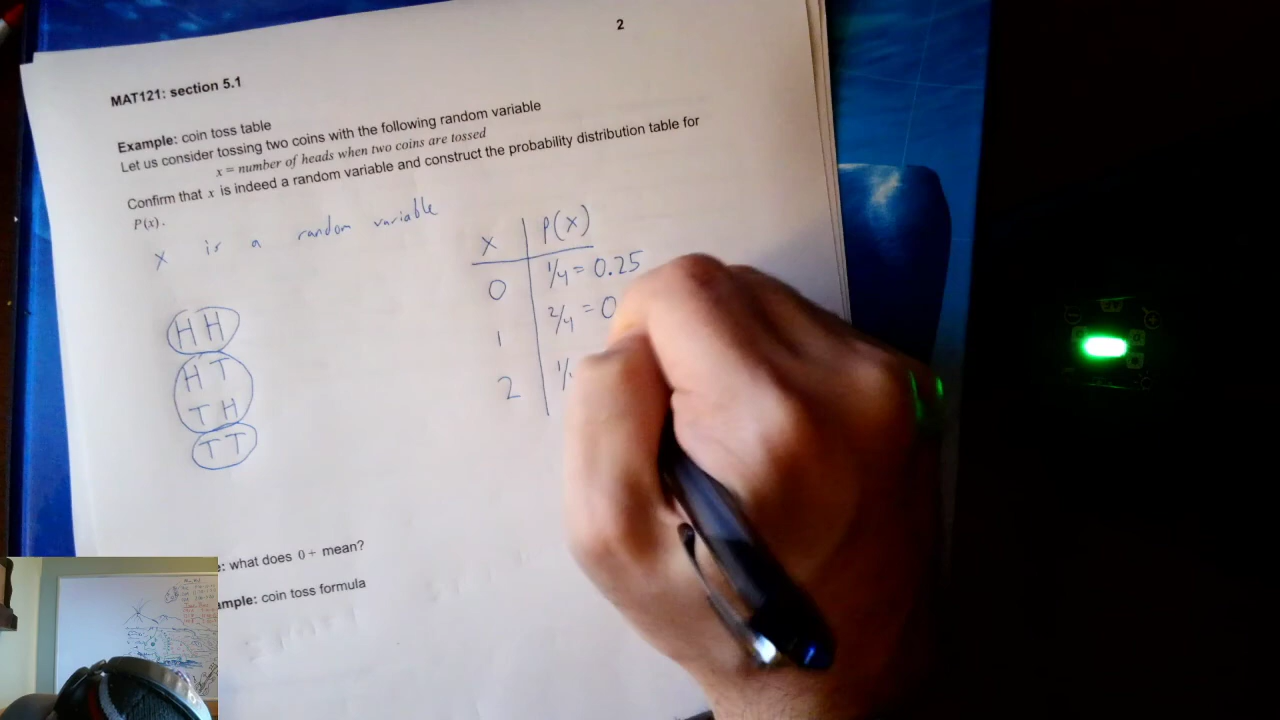 2
MAT121: section 5.1
Example: coin toss table
Let us consider tossing two coins with the following random variable
x = number of heads when two coins are tossed
Confirm that x is indeed a random variable and construct the probability distribution table for
P(x).
x is a random variable
x P(x)
0 1/4 = 0.25
1 2/4 = 0
2 1/
HH
HT
TH
TT
: what does 0+ mean?
mple: coin toss formula